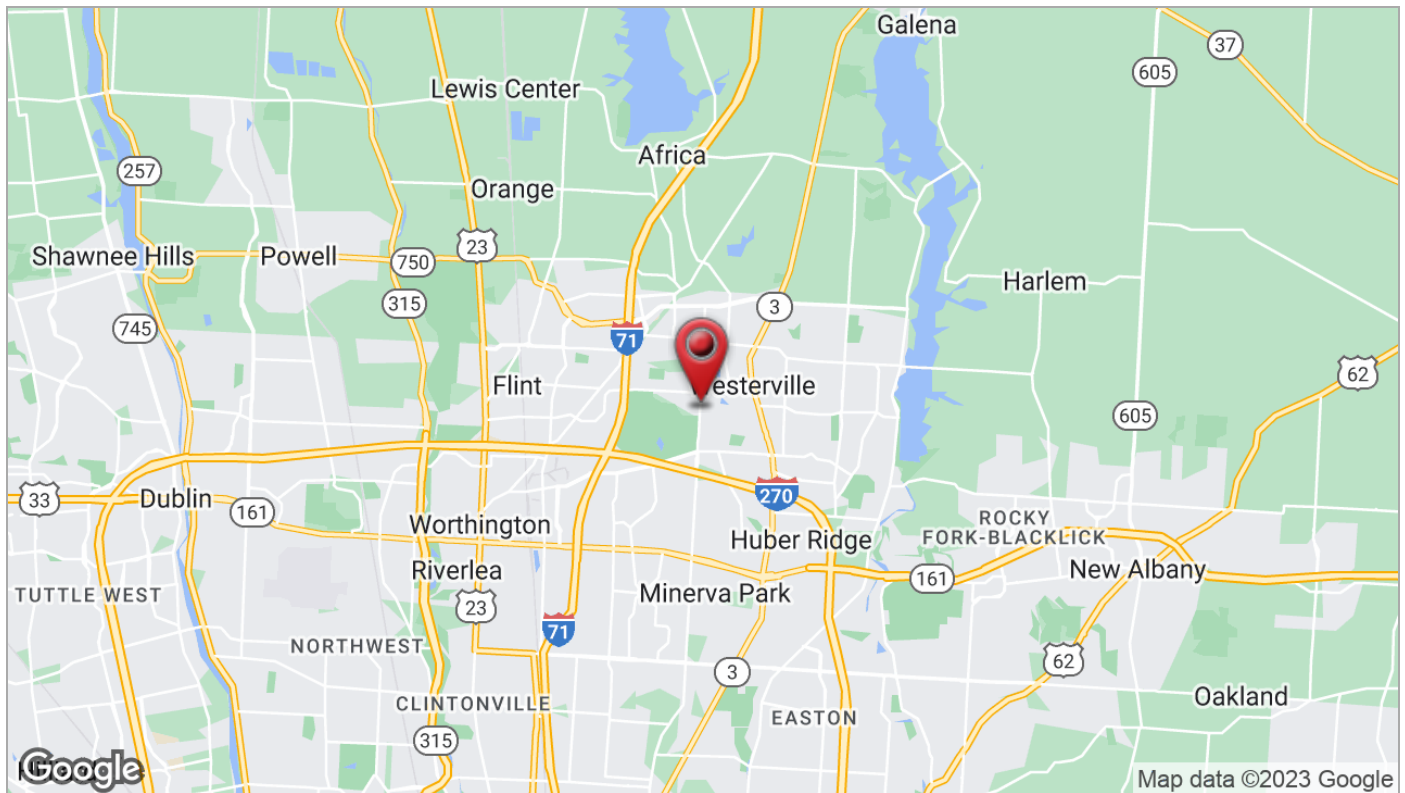 Galena
37
605
Lewis Center
Africa
257
Orange
23
Shawnee Hills
Powell
750
Harlem
315
3
745
71
62
Flint
Westerville
605
33
Dublin
161
270
Worthington
ROCKY
FORK-BLACKLICK
Huber Ridge
Riverlea
161
New Albany
TUTTLE WEST
23
Minerva Park
71
NORTHWEST
62
3
Oakland
CLINTONVILLE
EASTON
315
Google
Map data ©2023 Google